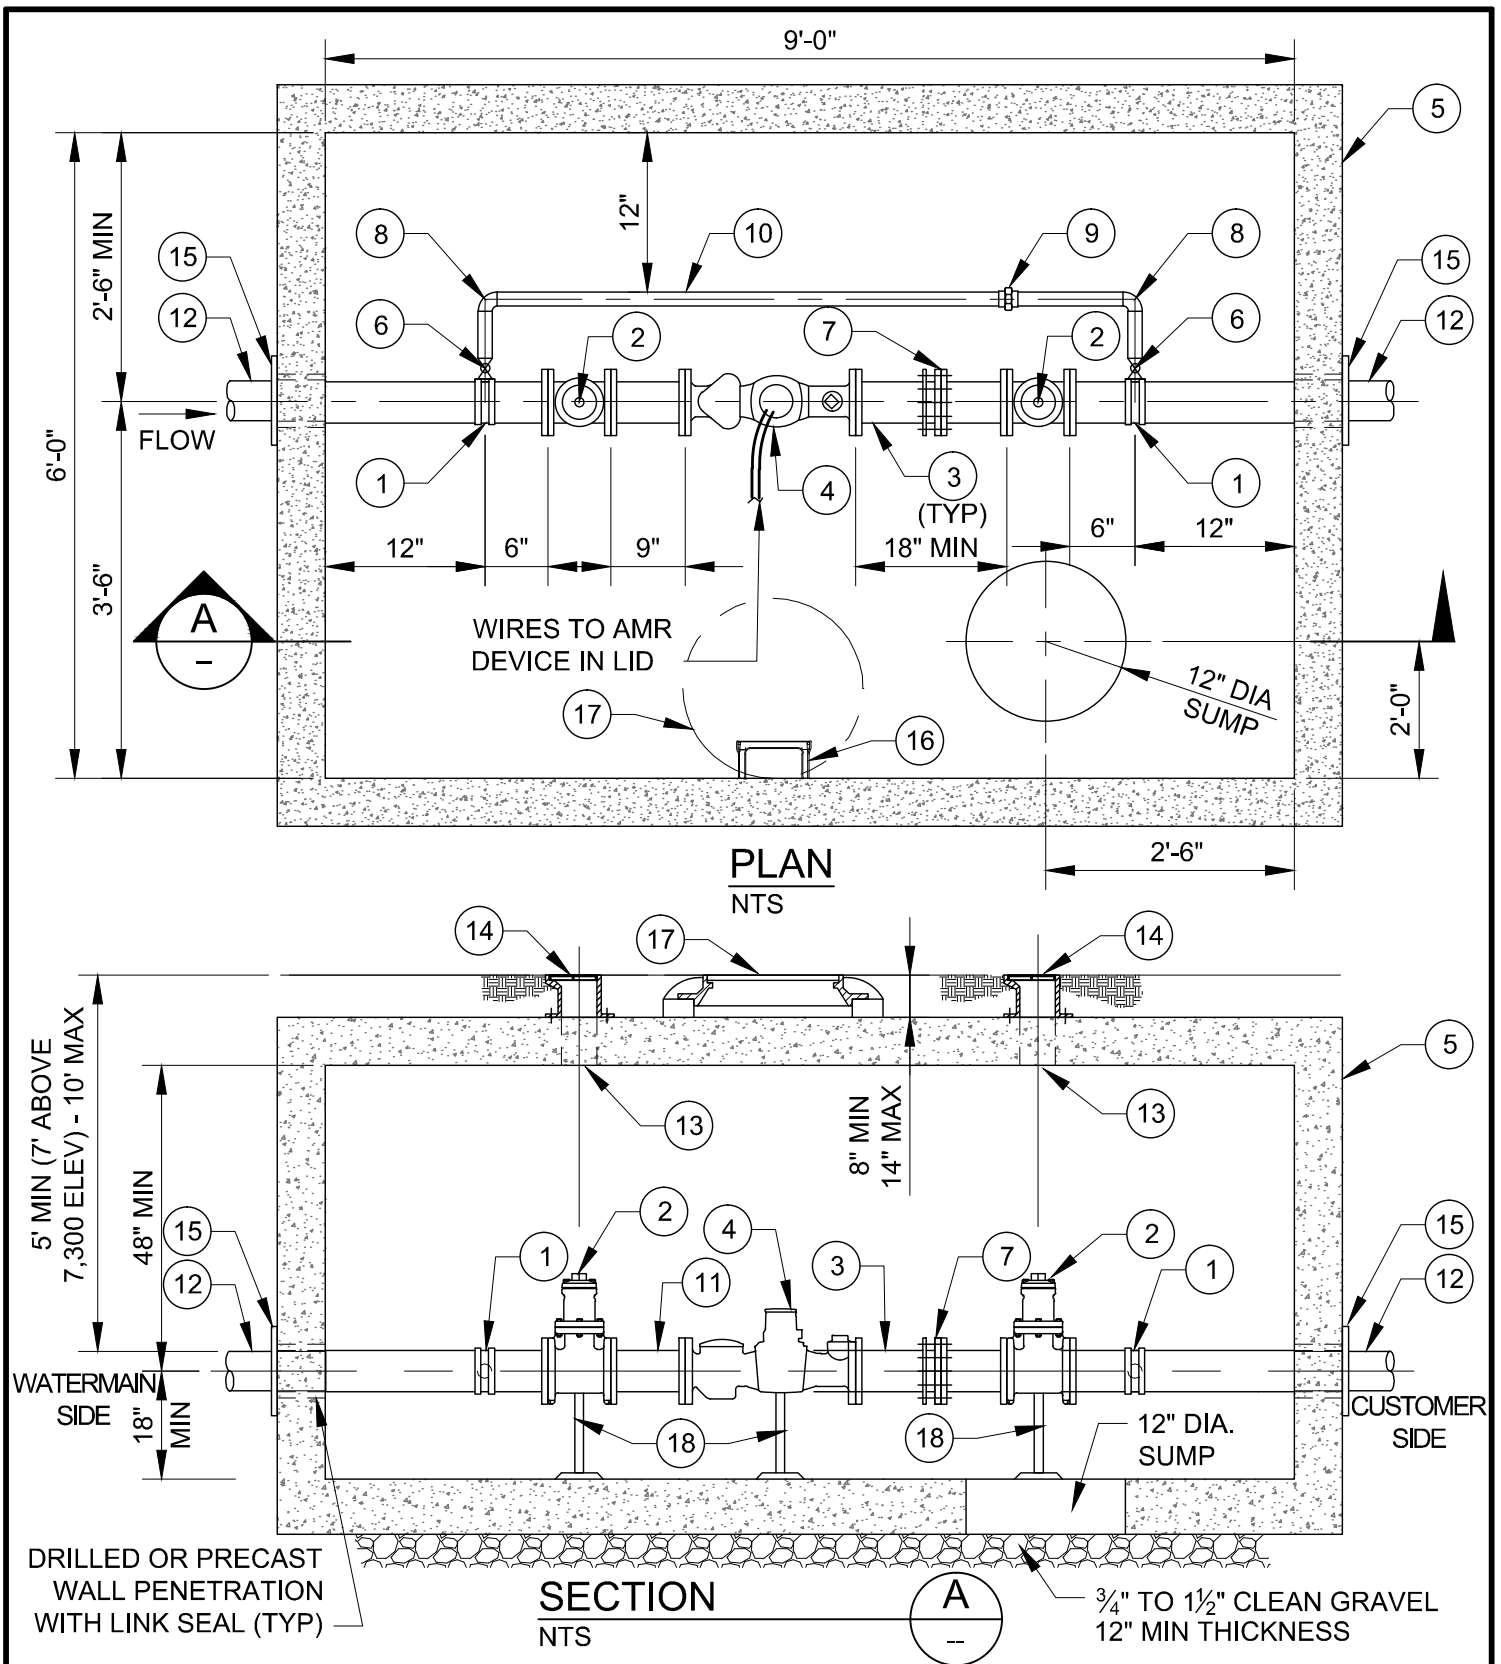 9'-0"
5
2'-6" MIN
12"
8
10
9
8
15
15
12
6
2
7
2
6
12
FLOW
6'-0"
1
4
3
(TYP)
1
12"
6"
9"
18" MIN
6"
12"
3'-6"
A
-
WIRES TO AMR
DEVICE IN LID
12" DIA
SUMP
2'-0"
17
16
PLAN
NTS
2'-6"
14
17
14
5' MIN (7' ABOVE
7,300 ELEV) - 10' MAX
48" MIN
8" MIN
14" MAX
5
13
13
15
12
1
2
4
11
3
7
2
1
15
12
WATERMAIN
SIDE
18"
MIN
18
18
12" DIA.
SUMP
CUSTOMER
SIDE
DRILLED OR PRECAST
WALL PENETRATION
WITH LINK SEAL (TYP)
SECTION
NTS
A
--
¾" TO 1½" CLEAN GRAVEL
12" MIN THICKNESS